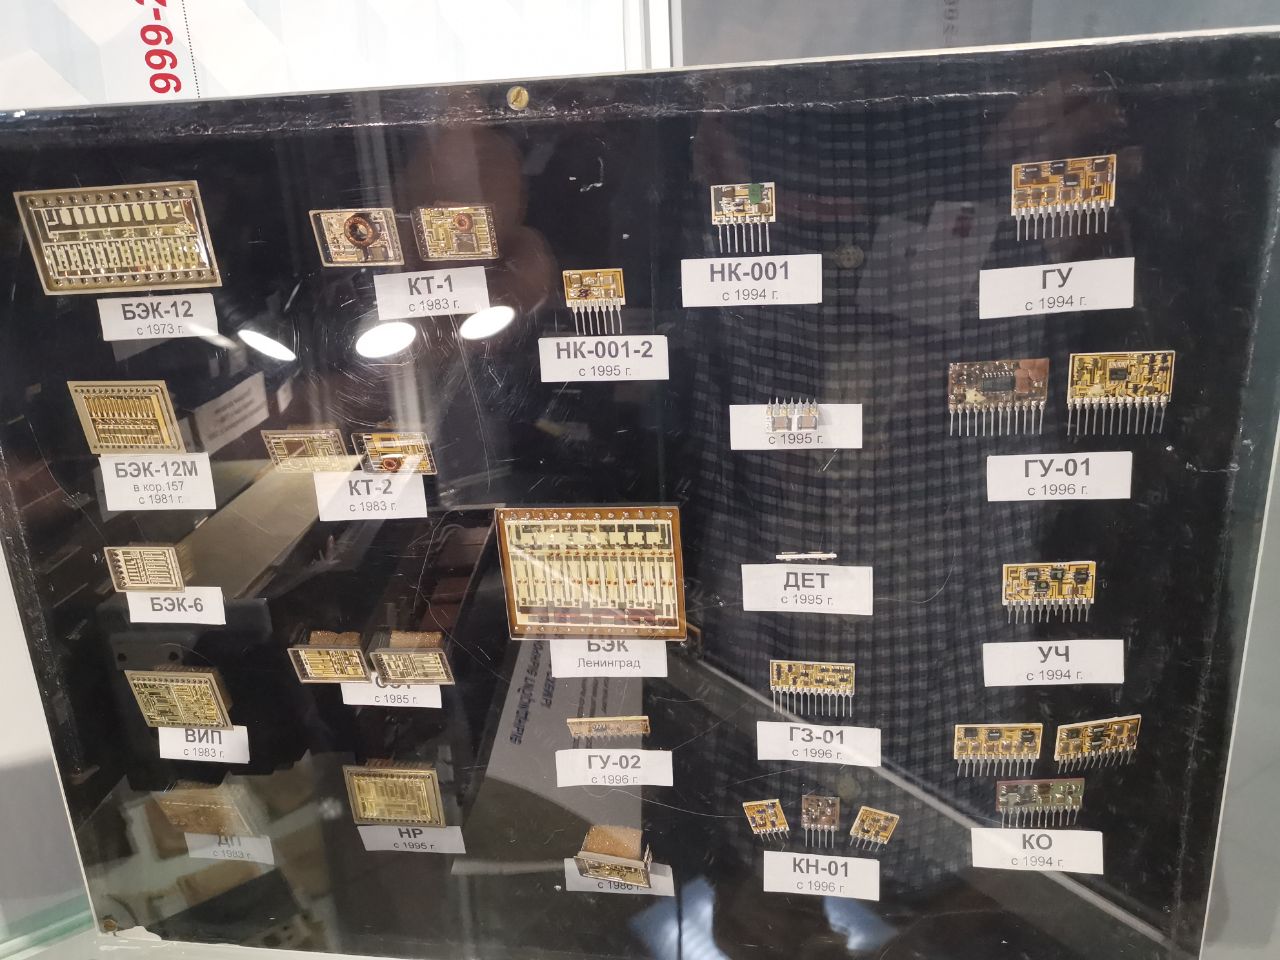 БЭК-12
с 1973 г.
КТ-1
с 1983 г.
НК-001-2
с 1995 г.
НК-001
с 1994 г.
ГУ
с 1994 г.
БЭК-12М
в кор.157
с 1981 г.
КТ-2
с 1983 г.
с 1995 г.
ГУ-01
с 1996 г.
БЭК-6
БЭК
Ленинград
ДЕТ
с 1995 г.
УЧ
с 1994 г.
с 1985 г.
ВИП
с 1983 г.
ГУ-02
с 1996 г.
ГЗ-01
с 1996 г.
ДП
с 1983 г.
НР
с 1995 г.
КН-01
с 1996 г.
КО
с 1994 г.